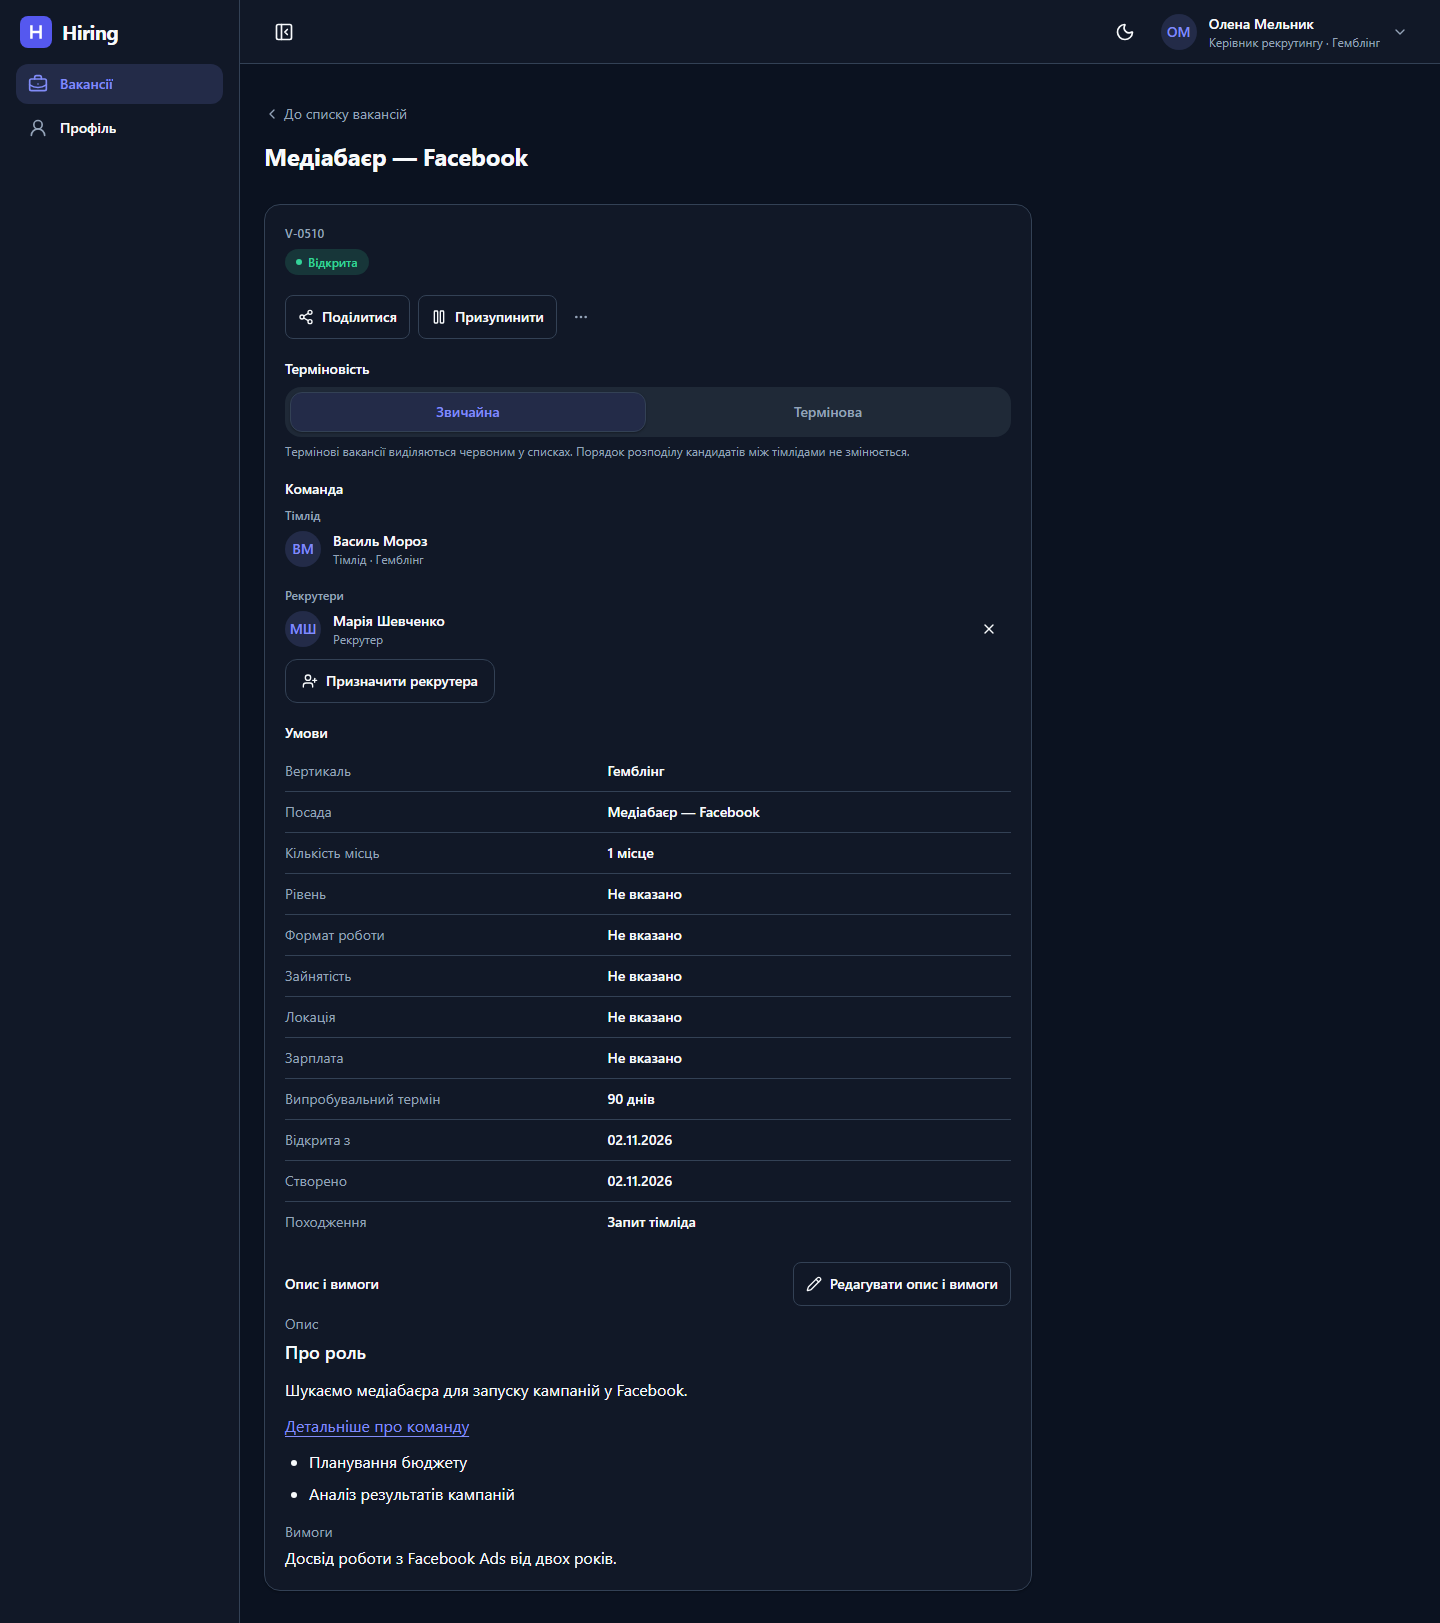 H Hiring
Вакансії
Профіль
ОМ
Олена Мельник
Керівник рекрутингу · Гемблінг
До списку вакансій
Медіабаєр — Facebook
V-0510
Відкрита
Поділитися
Призупинити
Терміновість
Звичайна
Термінова
Термінові вакансії виділяються червоним у списках. Порядок розподілу кандидатів між тімлідами не змінюється.
Команда
Тімлід
ВМ
Василь Мороз
Тімлід · Гемблінг
Рекрутери
МШ
Марія Шевченко
Рекрутер
Призначити рекрутера
Умови
Вертикаль Гемблінг
Посада Медіабаєр — Facebook
Кількість місць 1 місце
Рівень Не вказано
Формат роботи Не вказано
Зайнятість Не вказано
Локація Не вказано
Зарплата Не вказано
Випробувальний термін 90 днів
Відкрита з 02.11.2026
Створено 02.11.2026
Походження Запит тімліда
Опис і вимоги
Редагувати опис і вимоги
Опис
Про роль
Шукаємо медіабаєра для запуску кампаній у Facebook.
Детальніше про команду
Планування бюджету
Аналіз результатів кампаній
Вимоги
Досвід роботи з Facebook Ads від двох років.